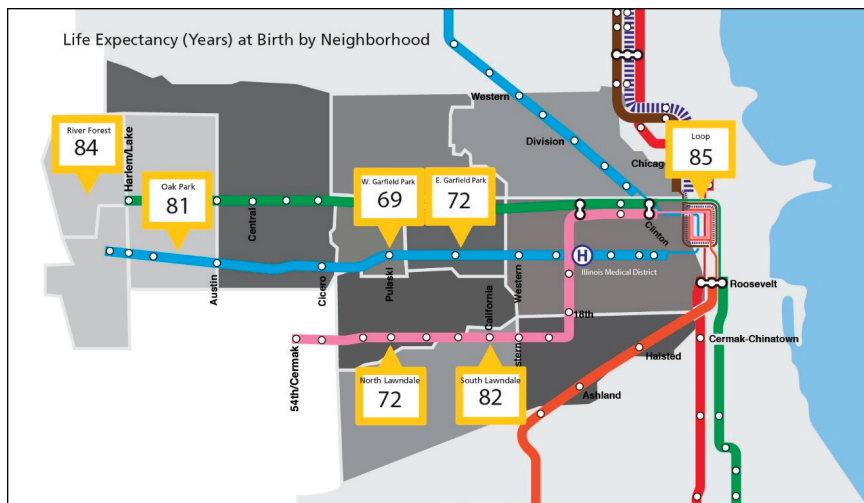 Life Expectancy (Years) at Birth by Neighborhood
Western
Division
River Forest
84
Harlem/Lake
Loop
85
Chicag
Oak Park
81
W. Garfield Park
69
E. Garfield Park
72
Central
Clinton
H
Illinois Medical District
Austin
Cicero
Pulaski
Western
Roosevelt
California
18th
54th/Cermak
stern
Cermak-Chinatown
Halsted
North Lawndale
72
South Lawndale
82
Ashland